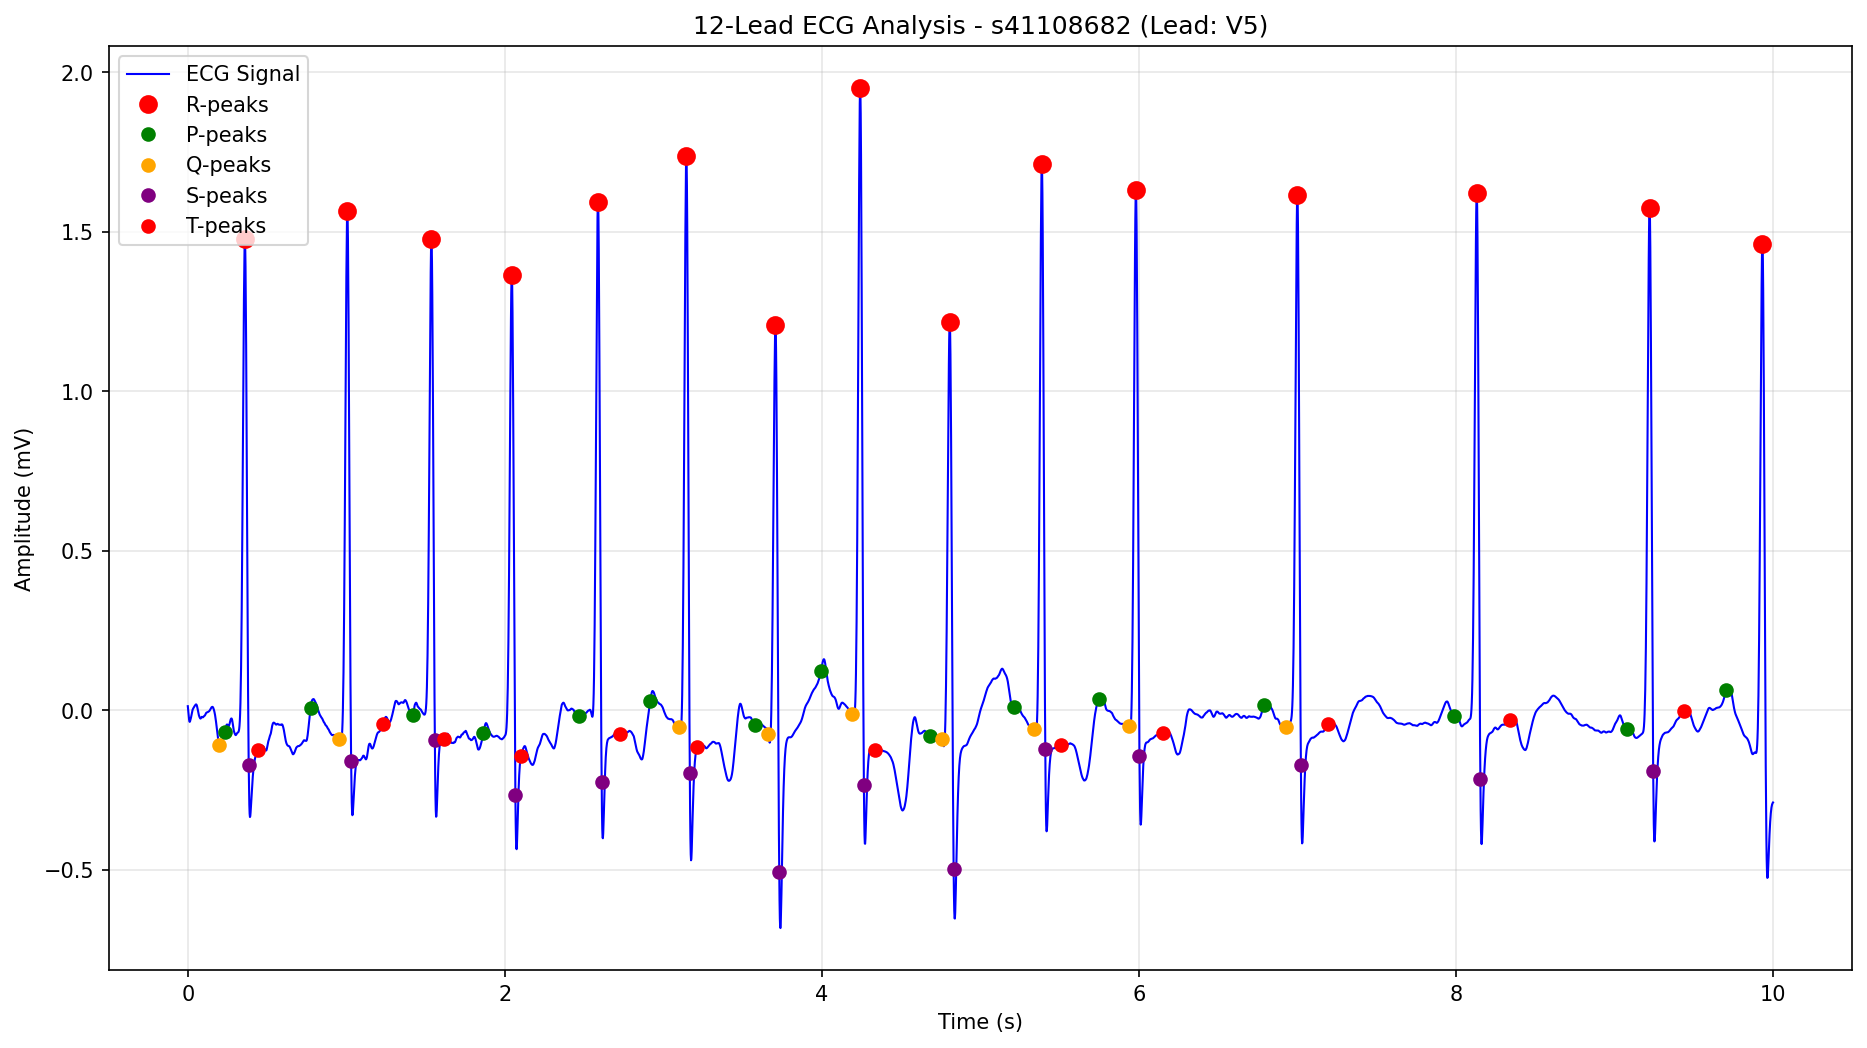 12-Lead ECG Analysis - s41108682 (Lead: V5)
ECG Signal
R-peaks
P-peaks
Q-peaks
S-peaks
T-peaks
Amplitude (mV)
2.0
1.5
1.0
0.5
0.0
−0.5
0 2 4 6 8 10
Time (s)